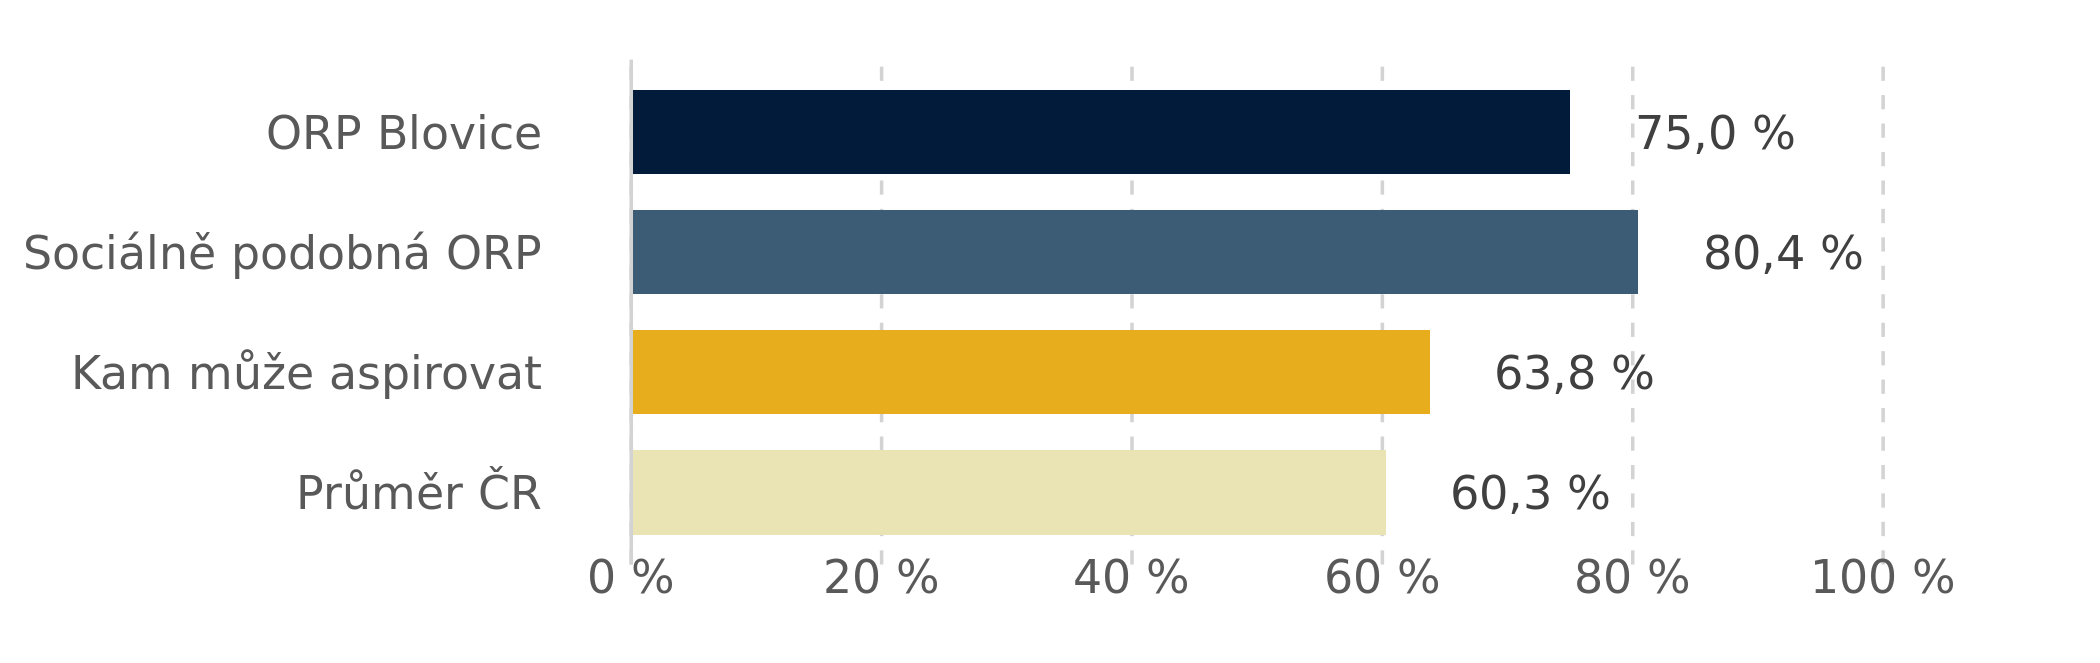 ORP Blovice 75,0 %
Sociálně podobná ORP 80,4 %
Kam může aspirovat 63,8 %
Průměr ČR 60,3 %
0 % 20 % 40 % 60 % 80 % 100 %